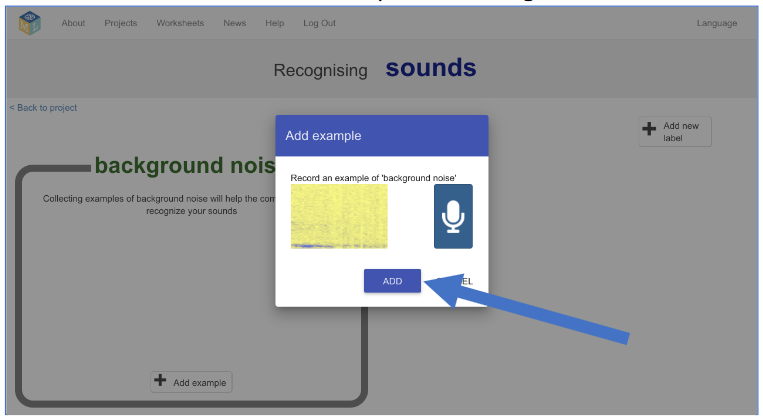 About Projects Worksheets News Help Log Out Language
Recognising sounds
< Back to project
Add new
label
Add example
background nois
Record an example of 'background noise'
Collecting examples of background noise will help the com
recognize your sounds
ADD
EL
Add example